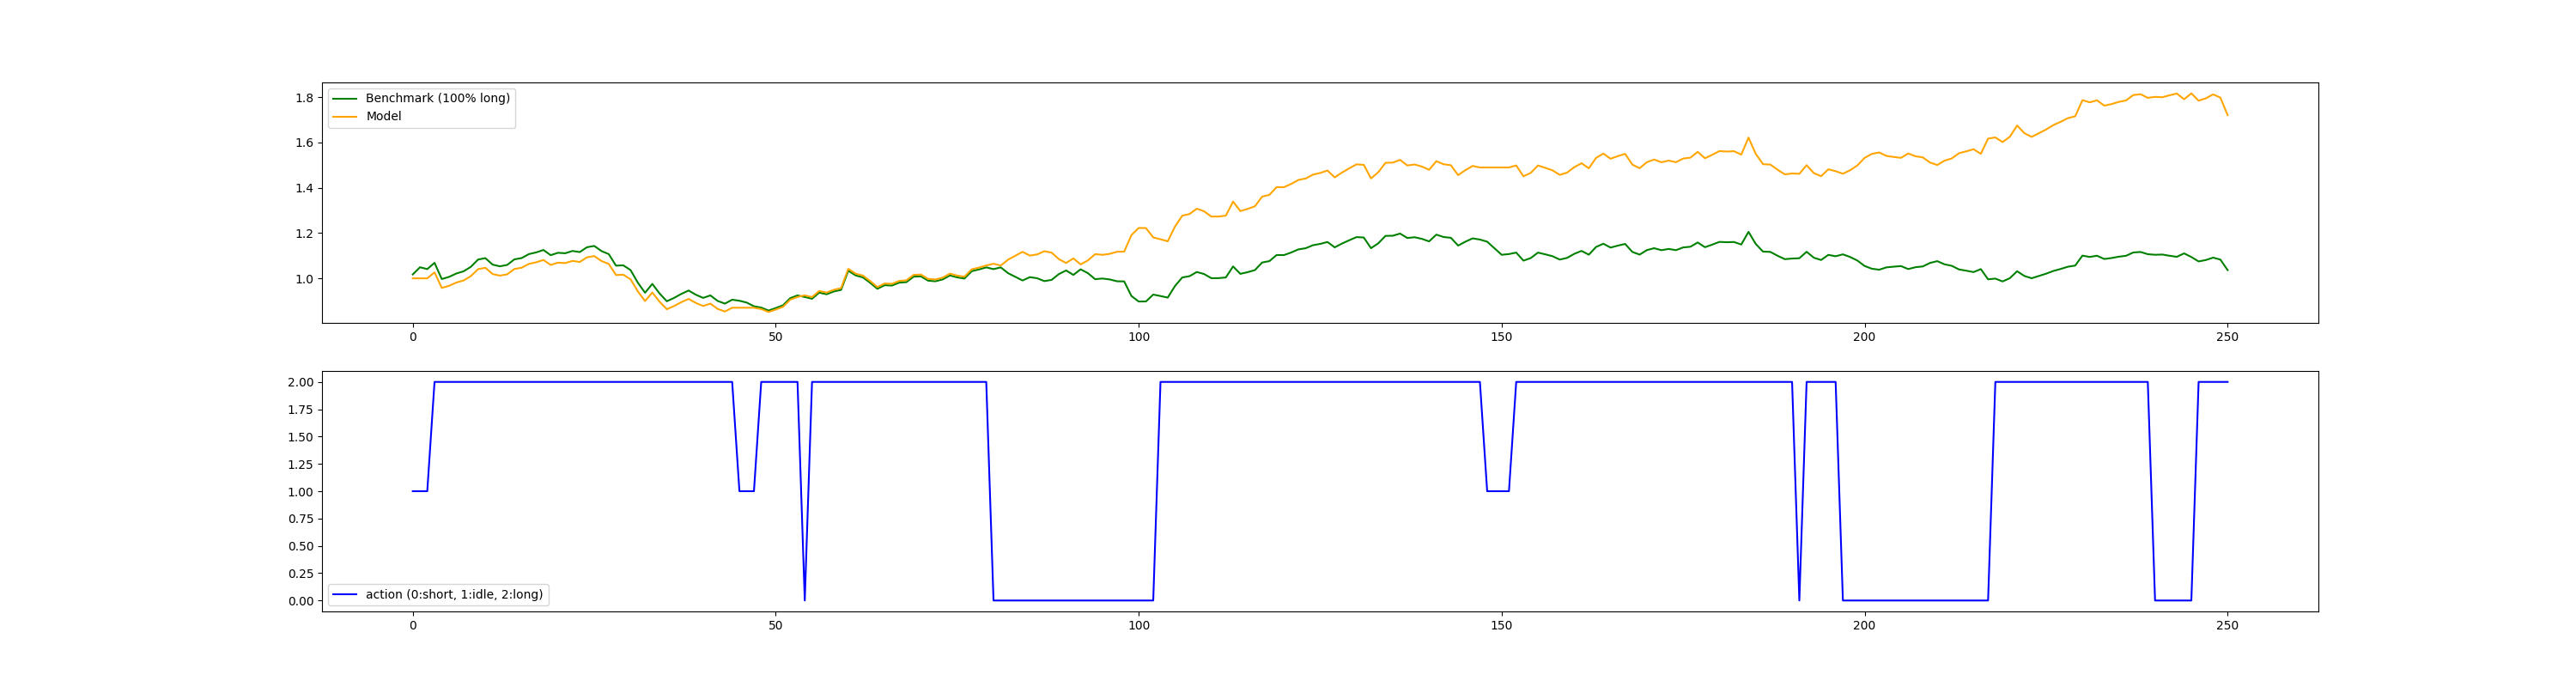 1.8
1.6
1.4
1.2
1.0
Benchmark (100% long)
Model
0 50 100 150 200 250
2.00
1.75
1.50
1.25
1.00
0.75
0.50
0.25
0.00
action (0:short, 1:idle, 2:long)
0 50 100 150 200 250